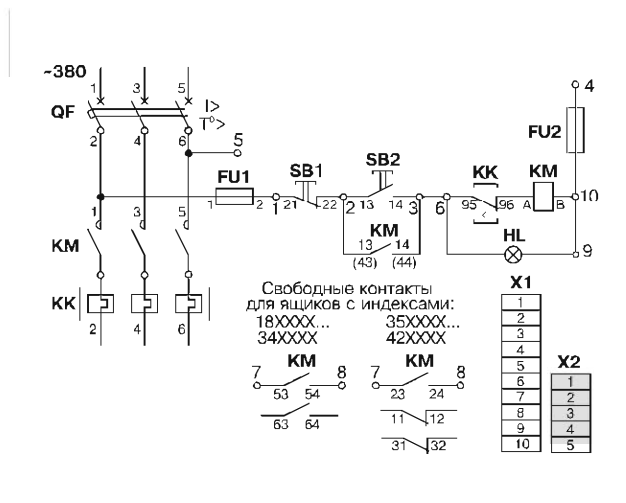 ~380
1 3 5
QF
I>
T°>
2 4 6
5
4
FU2
FU1
SB1
SB2
KK
KM
1 2
1
21 22
2
13 14
3
6
95 96
A B
10
1 3 5
KM
KM
13 14
(43) (44)
HL
9
KK
2 4 6
Свободные контакты
для ящиков с индексами:
18XXXX... 35XXXX...
34XXXX 42XXXX
7 KM 8
53 54
63 64
7 KM 8
23 24
11 12
31 32
X1
1
2
3
4
5
6
7
8
9
10
X2
1
2
3
4
5